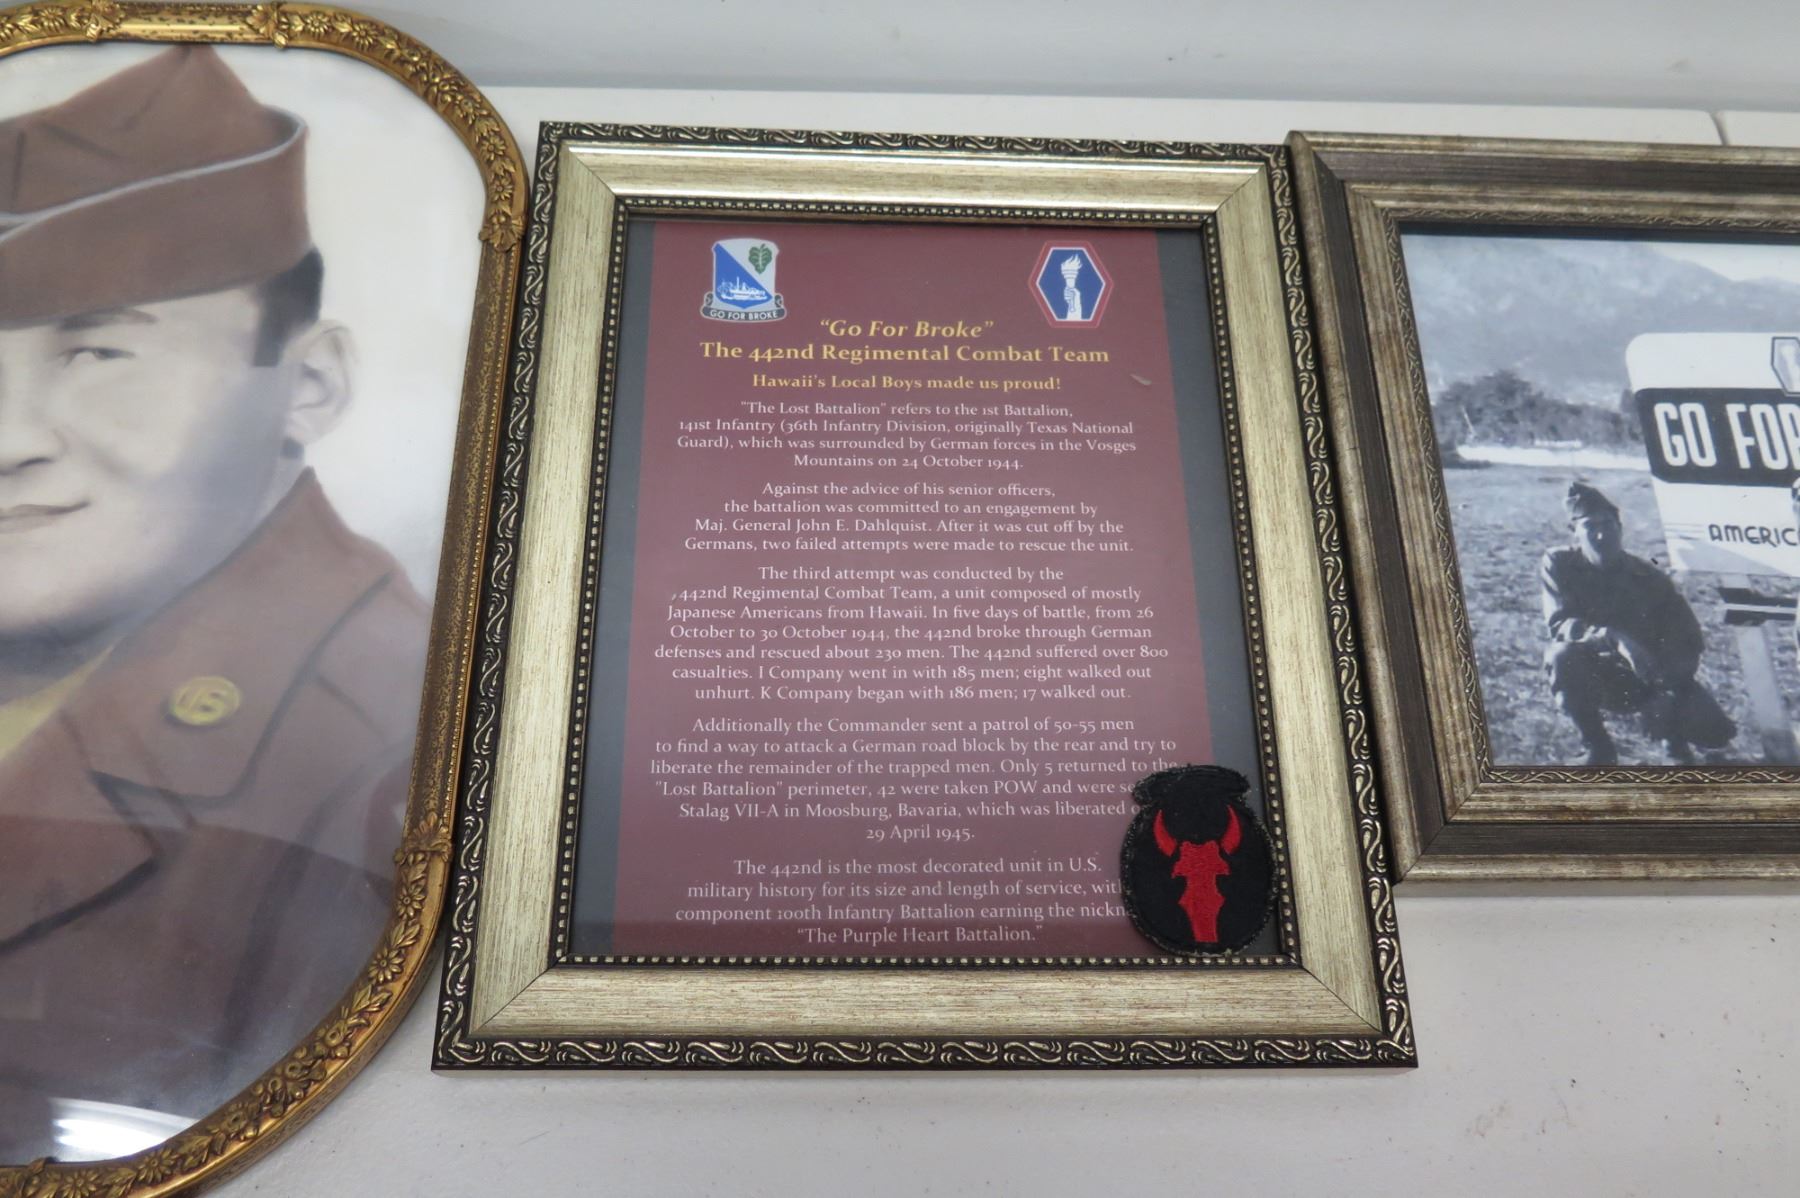 GO FOR BROKE
"Go For Broke"
The 442nd Regimental Combat Team
Hawaii's Local Boys made us proud!
"The Lost Battalion" refers to the 1st Battalion,
141st Infantry (36th Infantry Division, originally Texas National
Guard), which was surrounded by German forces in the Vosges
Mountains on 24 October 1944.
Against the advice of his senior officers,
the battalion was committed to an engagement by
Maj. General John E. Dahlquist. After it was cut off by the
Germans, two failed attempts were made to rescue the unit.
The third attempt was conducted by the
442nd Regimental Combat Team, a unit composed of mostly
Japanese Americans from Hawaii. In five days of battle, from 26
October to 30 October 1944, the 442nd broke through German
defenses and rescued about 230 men. The 442nd suffered over 800
casualties. I Company went in with 185 men; eight walked out
unhurt. K Company began with 186 men; 17 walked out.
Additionally the Commander sent a patrol of 50-55 men
to find a way to attack a German road block by the rear and try to
liberate the remainder of the trapped men. Only 5 returned to the
"Lost Battalion" perimeter, 42 were taken POW and were
Stalag VII-A in Moosburg, Bavaria, which was liberated
29 April 1945.
The 442nd is the most decorated unit in U.S.
military history for its size and length of service,
component 100th Infantry Battalion earning the
"The Purple Heart Battalion."
GO FOR
AMERIC